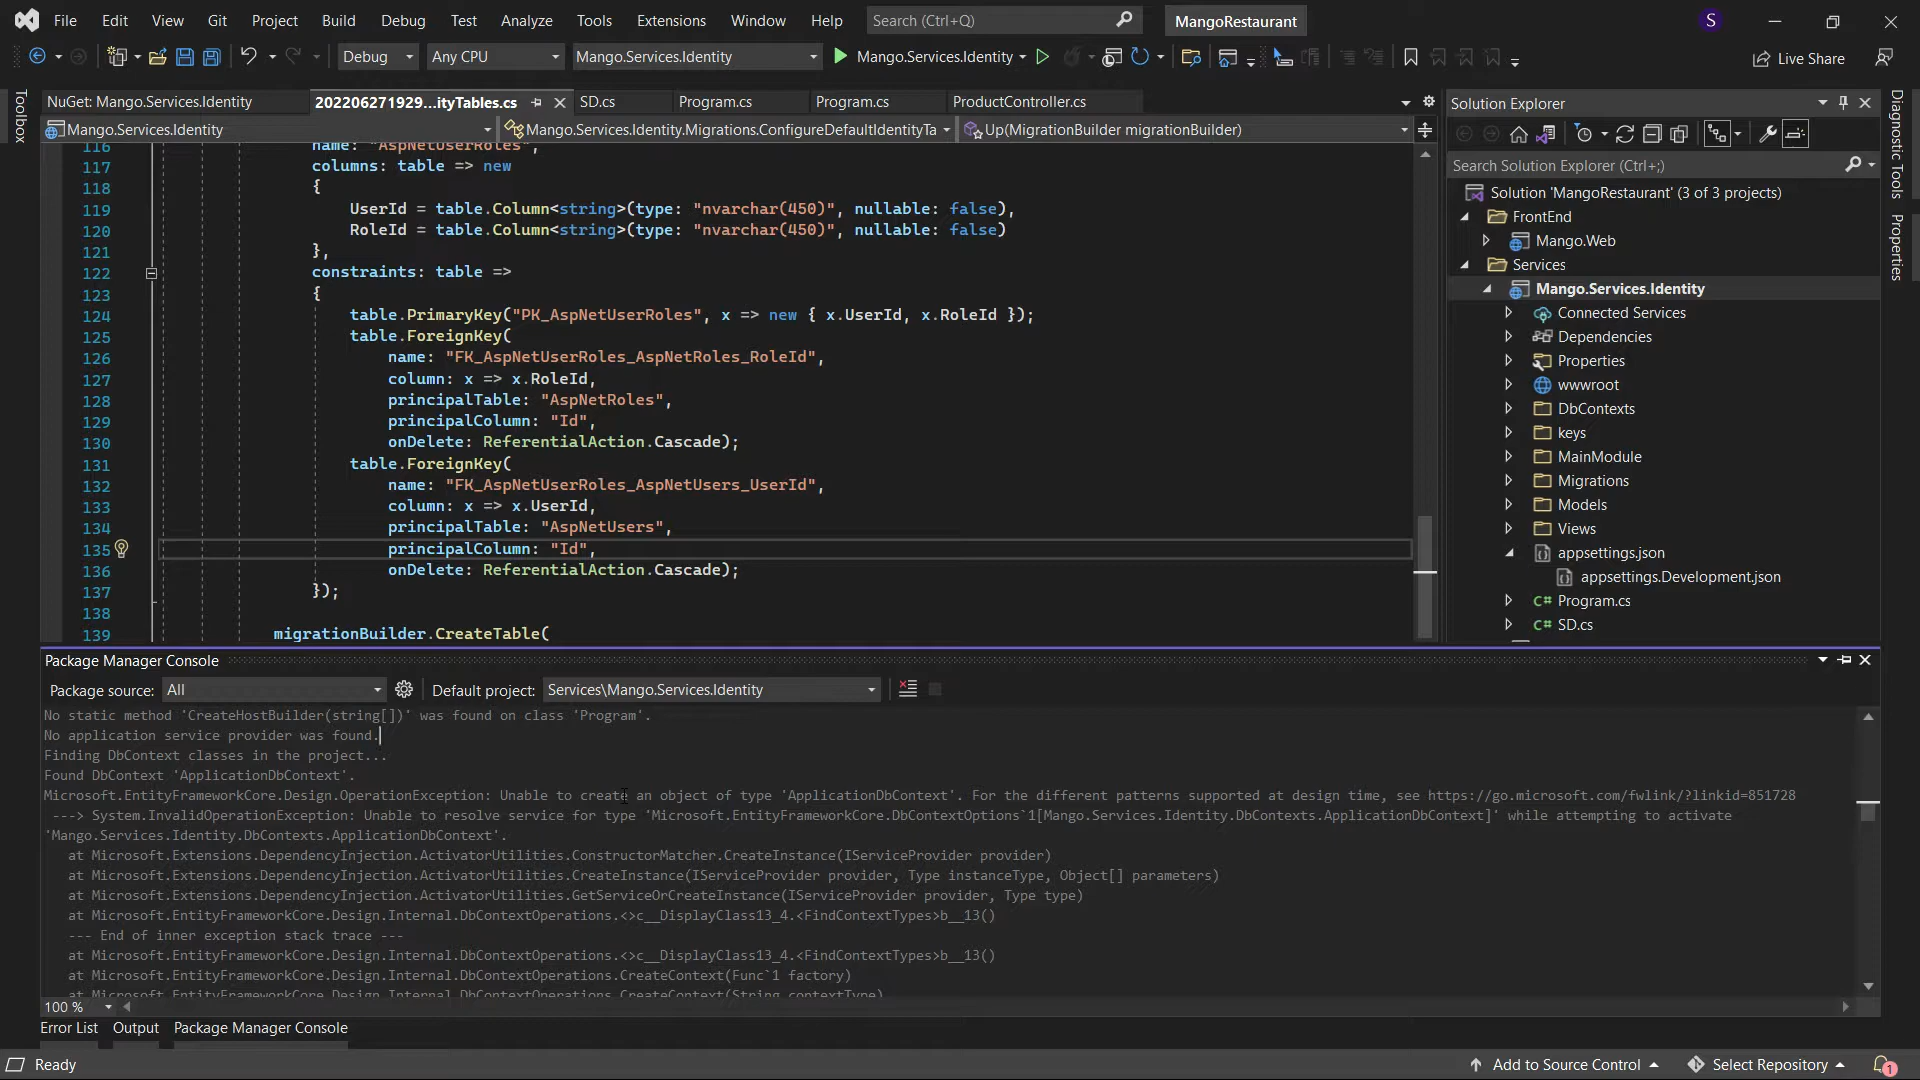 File Edit View Git Project Build Debug Test Analyze Tools Extensions Window Help Search (Ctrl+Q) MangoRestaurant S
Debug Any CPU Mango.Services.Identity Mango.Services.Identity Live Share
Toolbox
NuGet: Mango.Services.Identity 202206271929...ityTables.cs SD.cs Program.cs Program.cs ProductController.cs
Mango.Services.Identity Mango.Services.Identity.Migrations.ConfigureDefaultIdentityTa Up(MigrationBuilder migrationBuilder)
116 name: "AspNetUserRoles",
117 columns: table => new
118 {
119 UserId = table.Column<string>(type: "nvarchar(450)", nullable: false),
120 RoleId = table.Column<string>(type: "nvarchar(450)", nullable: false)
121 },
122 constraints: table =>
123 {
124 table.PrimaryKey("PK_AspNetUserRoles", x => new { x.UserId, x.RoleId });
125 table.ForeignKey(
126 name: "FK_AspNetUserRoles_AspNetRoles_RoleId",
127 column: x => x.RoleId,
128 principalTable: "AspNetRoles",
129 principalColumn: "Id",
130 onDelete: ReferentialAction.Cascade);
131 table.ForeignKey(
132 name: "FK_AspNetUserRoles_AspNetUsers_UserId",
133 column: x => x.UserId,
134 principalTable: "AspNetUsers",
135 principalColumn: "Id",
136 onDelete: ReferentialAction.Cascade);
137 });
138
139 migrationBuilder.CreateTable(
Solution Explorer
Search Solution Explorer (Ctrl+;)
Solution 'MangoRestaurant' (3 of 3 projects)
FrontEnd
Mango.Web
Services
Mango.Services.Identity
Connected Services
Dependencies
Properties
wwwroot
DbContexts
keys
MainModule
Migrations
Models
Views
appsettings.json
appsettings.Development.json
C# Program.cs
C# SD.cs
Diagnostic Tools
Properties
Package Manager Console
Package source: All Default project: Services\Mango.Services.Identity
No static method 'CreateHostBuilder(string[])' was found on class 'Program'.
No application service provider was found.
Finding DbContext classes in the project...
Found DbContext 'ApplicationDbContext'.
Microsoft.EntityFrameworkCore.Design.OperationException: Unable to create an object of type 'ApplicationDbContext'. For the different patterns supported at design time, see https://go.microsoft.com/fwlink/?linkid=851728
---> System.InvalidOperationException: Unable to resolve service for type 'Microsoft.EntityFrameworkCore.DbContextOptions`1[Mango.Services.Identity.DbContexts.ApplicationDbContext]' while attempting to activate
'Mango.Services.Identity.DbContexts.ApplicationDbContext'.
at Microsoft.Extensions.DependencyInjection.ActivatorUtilities.ConstructorMatcher.CreateInstance(IServiceProvider provider)
at Microsoft.Extensions.DependencyInjection.ActivatorUtilities.CreateInstance(IServiceProvider provider, Type instanceType, Object[] parameters)
at Microsoft.Extensions.DependencyInjection.ActivatorUtilities.GetServiceOrCreateInstance(IServiceProvider provider, Type type)
at Microsoft.EntityFrameworkCore.Design.Internal.DbContextOperations.<>c__DisplayClass13_4.<FindContextTypes>b__13()
--- End of inner exception stack trace ---
at Microsoft.EntityFrameworkCore.Design.Internal.DbContextOperations.<>c__DisplayClass13_4.<FindContextTypes>b__13()
at Microsoft.EntityFrameworkCore.Design.Internal.DbContextOperations.CreateContext(Func`1 factory)
at Microsoft.EntityFrameworkCore.Design.Internal.DbContextOperations.CreateContext(String contextType)
100 %
Error List Output Package Manager Console
Ready Add to Source Control Select Repository 1